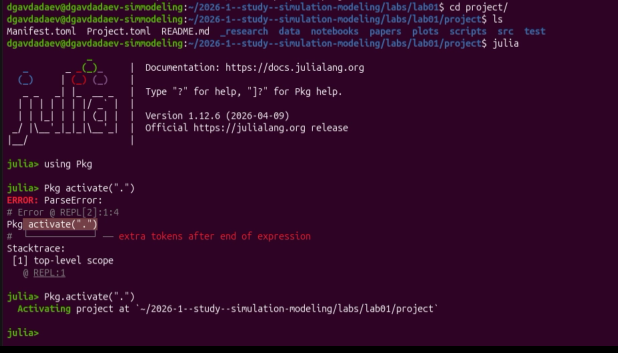 dgavdadaev@dgavdadaev-simmodeling:~/2026-1--study--simulation-modeling/labs/lab01$ cd project/
dgavdadaev@dgavdadaev-simmodeling:~/2026-1--study--simulation-modeling/labs/lab01/project$ ls
Manifest.toml  Project.toml  README.md  _research  data  notebooks  papers  plots  scripts  src  test
dgavdadaev@dgavdadaev-simmodeling:~/2026-1--study--simulation-modeling/labs/lab01/project$ julia
Documentation: https://docs.julialang.org
Type "?" for help, "]?" for Pkg help.
Version 1.12.6 (2026-04-09)
Official https://julialang.org release
julia> using Pkg
julia> Pkg activate(".")
ERROR: ParseError:
# Error @ REPL[2]:1:4
Pkg activate(".")
#  └───────────┘ ── extra tokens after end of expression
Stacktrace:
[1] top-level scope
@ REPL:1
julia> Pkg.activate(".")
Activating project at `~/2026-1--study--simulation-modeling/labs/lab01/project`
julia>